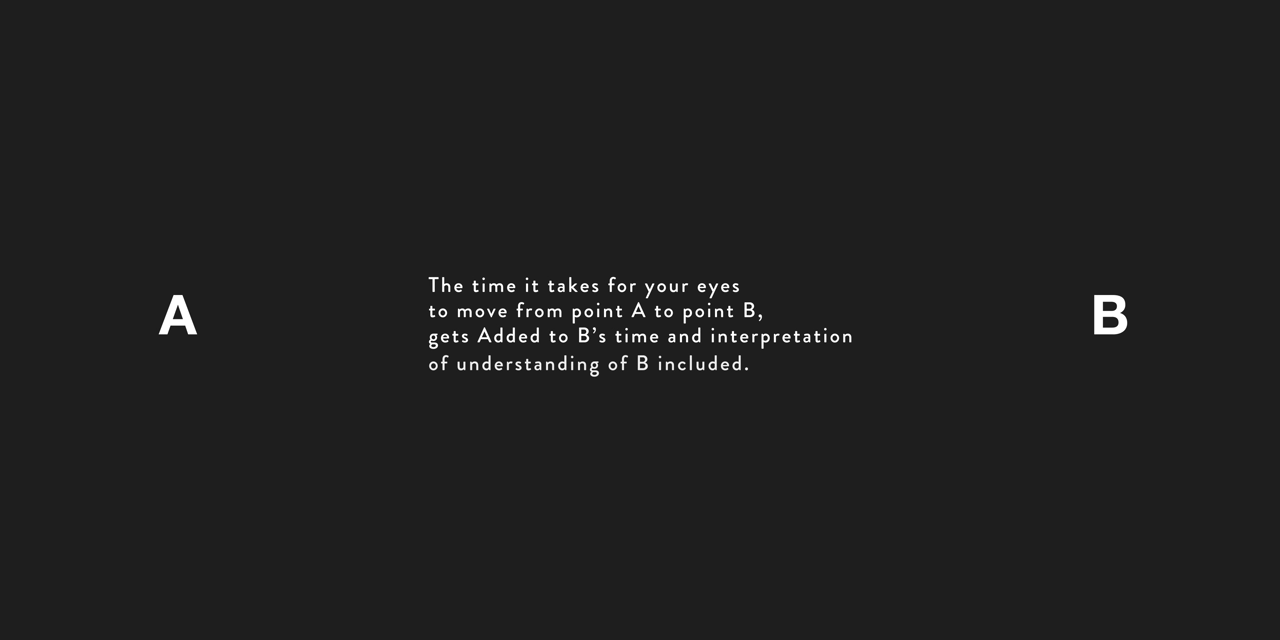 A
The time it takes for your eyes
to move from point A to point B,
gets Added to B’s time and interpretation
of understanding of B included.
B